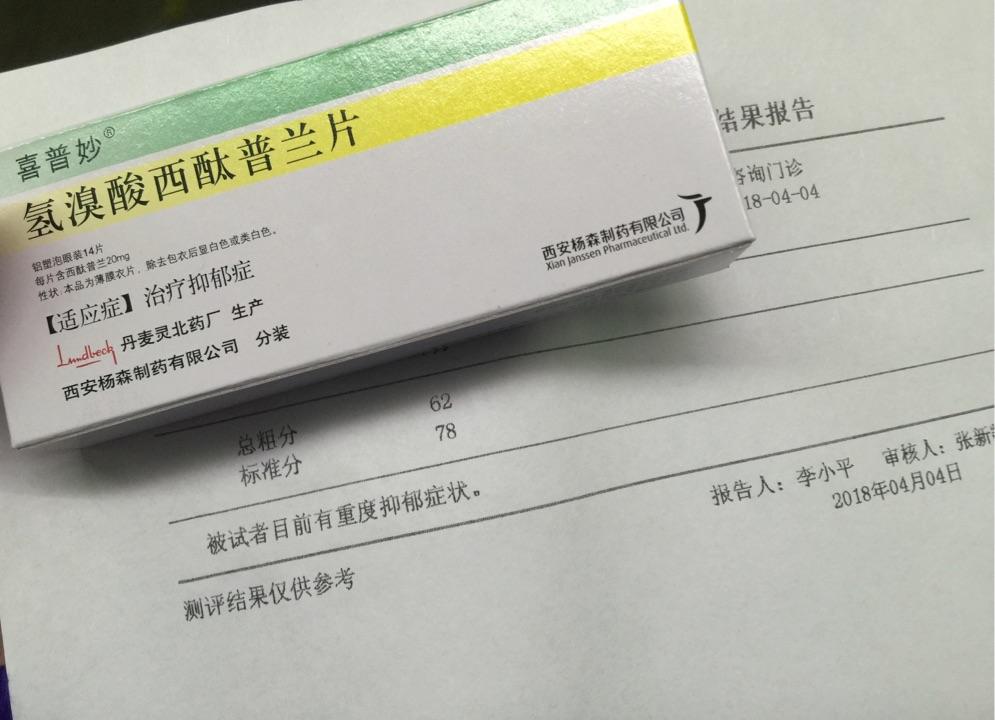 喜普妙®
氢溴酸西酞普兰片
铝塑泡眼装14片
每片含西酞普兰20mg
性状:本品为薄膜衣片，除去包衣后显白色或类白色。
【适应症】治疗抑郁症
Lundbeck 丹麦灵北药厂 生产
西安杨森制药有限公司 分装
西安杨森制药有限公司
Xian Janssen Pharmaceutical Ltd.
结果报告
咨询门诊
18-04-04
总粗分 62
标准分 78
被试者目前有重度抑郁症状。
报告人：李小平 审核人：张新
2018年04月04日
测评结果仅供参考